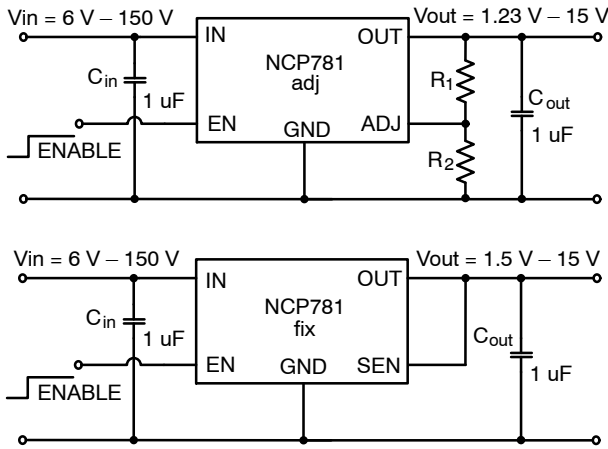 Vin = 6 V – 150 V
Vout = 1.23 V – 15 V
IN
OUT
NCP781
adj
Cin
1 uF
R1
Cout
1 uF
EN
GND
ADJ
ENABLE
R2
Vin = 6 V – 150 V
Vout = 1.5 V – 15 V
IN
OUT
NCP781
fix
Cin
1 uF
Cout
1 uF
EN
GND
SEN
ENABLE